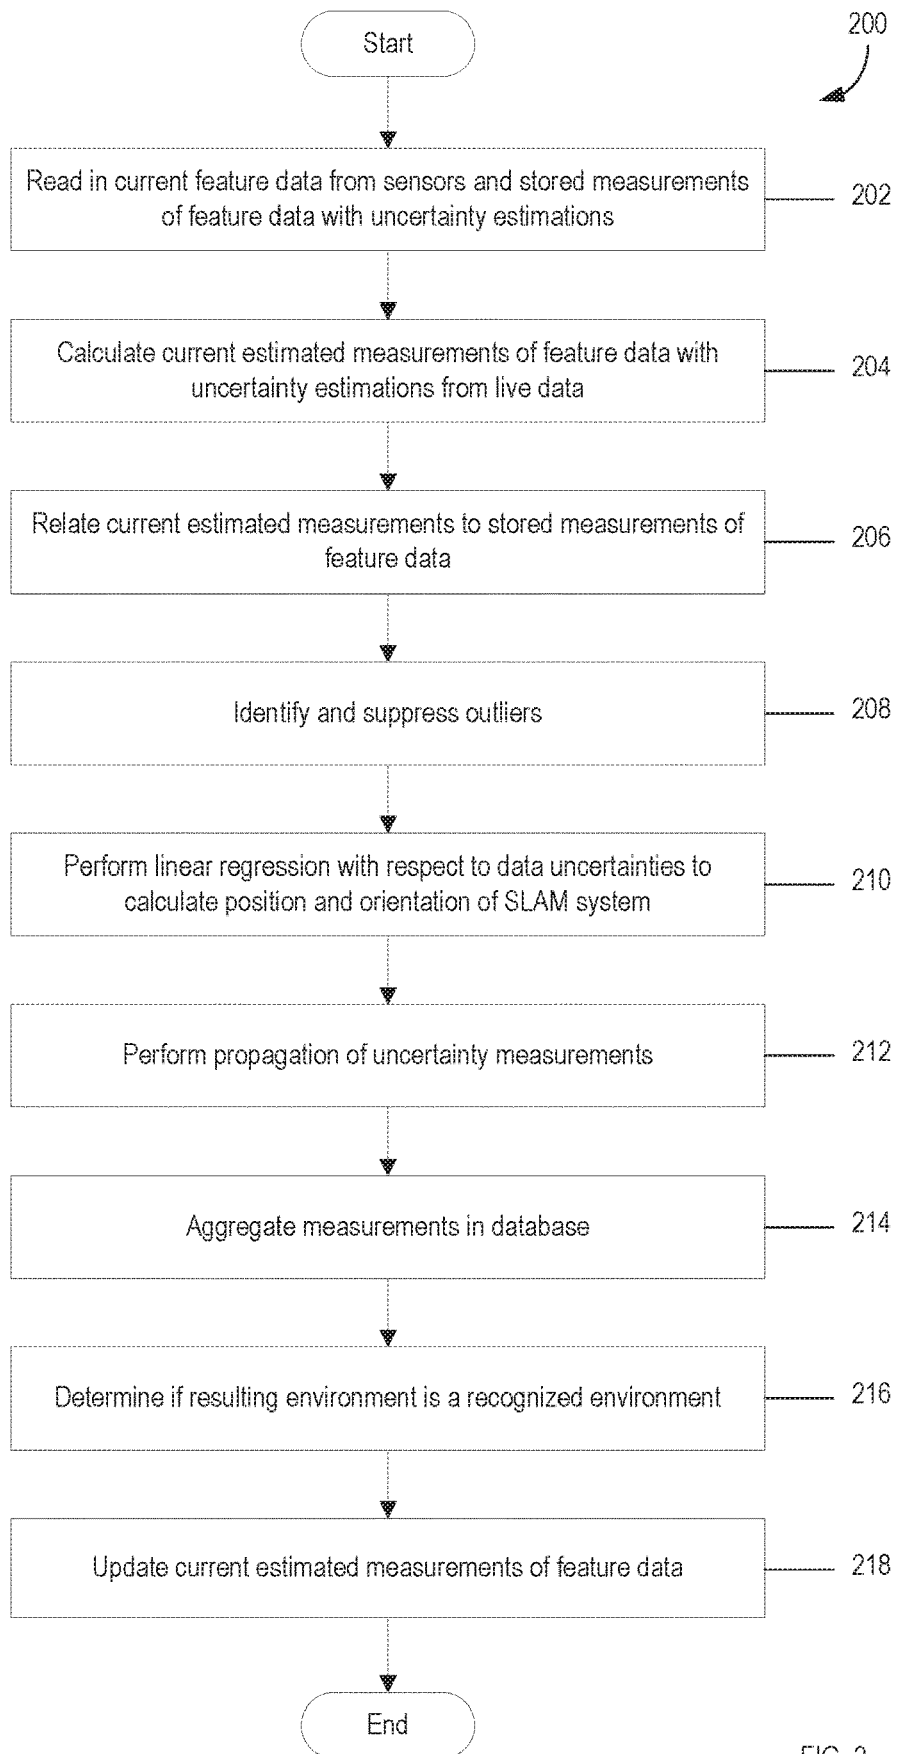 200
Start
Read in current feature data from sensors and stored measurements
of feature data with uncertainty estimations
202
Calculate current estimated measurements of feature data with
uncertainty estimations from live data
204
Relate current estimated measurements to stored measurements of
feature data
206
Identify and suppress outliers
208
Perform linear regression with respect to data uncertainties to
calculate position and orientation of SLAM system
210
Perform propagation of uncertainty measurements
212
Aggregate measurements in database
214
Determine if resulting environment is a recognized environment
216
Update current estimated measurements of feature data
218
End
FIG. 2